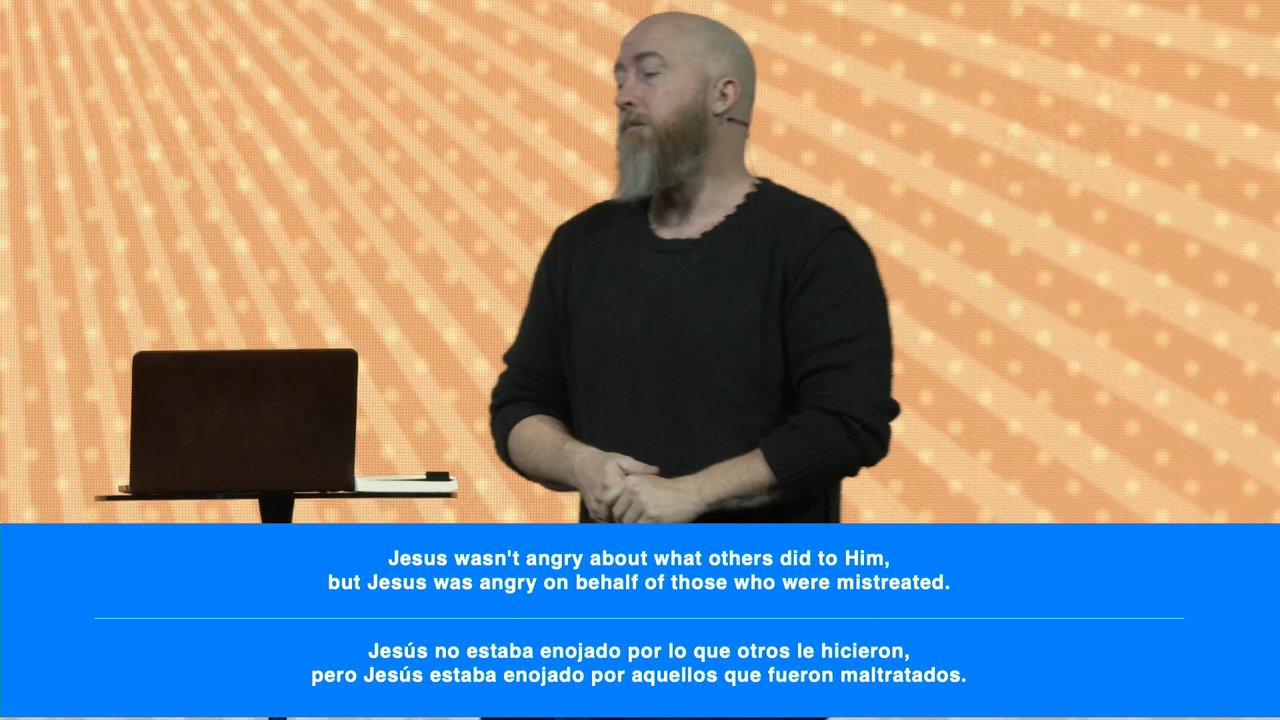 Jesus wasn't angry about what others did to Him,
but Jesus was angry on behalf of those who were mistreated.
Jesús no estaba enojado por lo que otros le hicieron,
pero Jesús estaba enojado por aquellos que fueron maltratados.